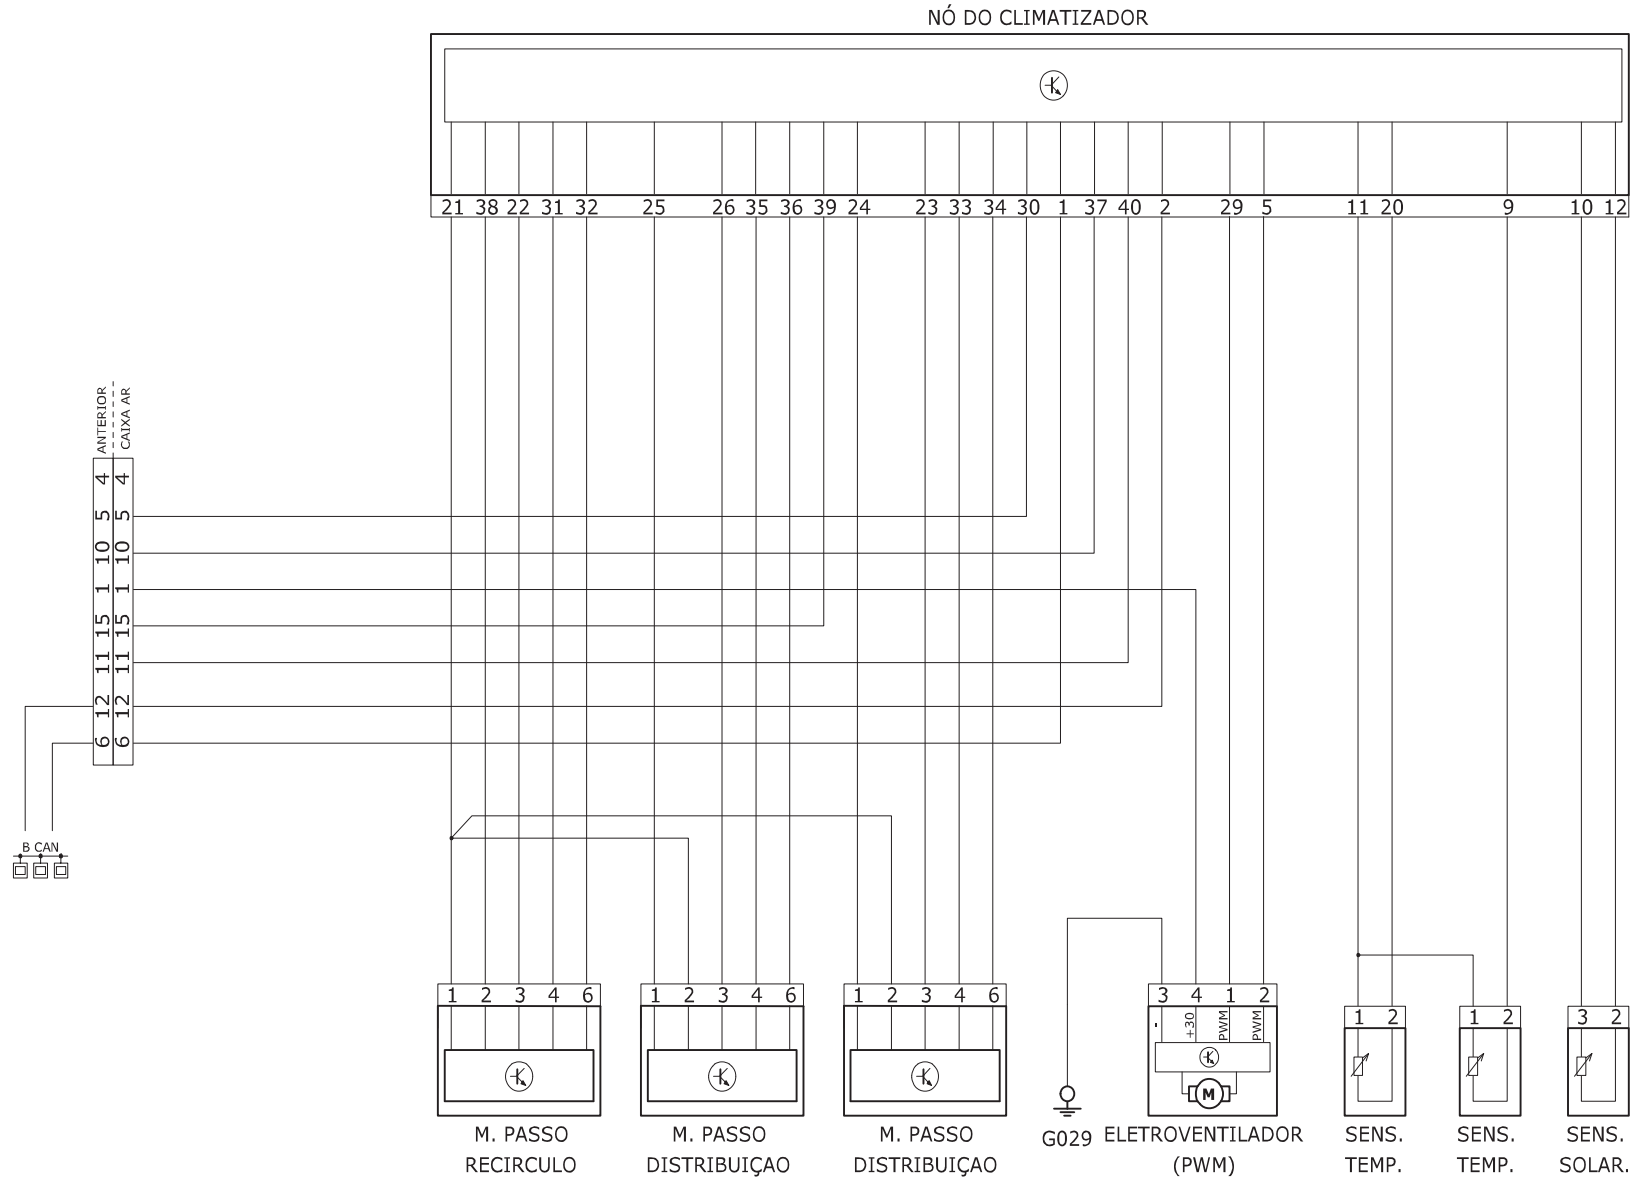 NÓ DO CLIMATIZADOR
21 38 22 31 32 25 26 35 36 39 24 23 33 34 30 1 37 40 2 29 5 11 20 9 10 12
ANTERIOR
CAIXA AR
4 4
5 5
10 10
1 1
15 15
11 11
12 12
6 6
B CAN
1 2 3 4 6
1 2 3 4 6
1 2 3 4 6
3 4 1 2
- +30 PWM PWM
M
1 2
1 2
3 2
M. PASSO
RECIRCULO
M. PASSO
DISTRIBUIÇAO
M. PASSO
DISTRIBUIÇAO
G029
ELETROVENTILADOR
(PWM)
SENS.
TEMP.
SENS.
TEMP.
SENS.
SOLAR.